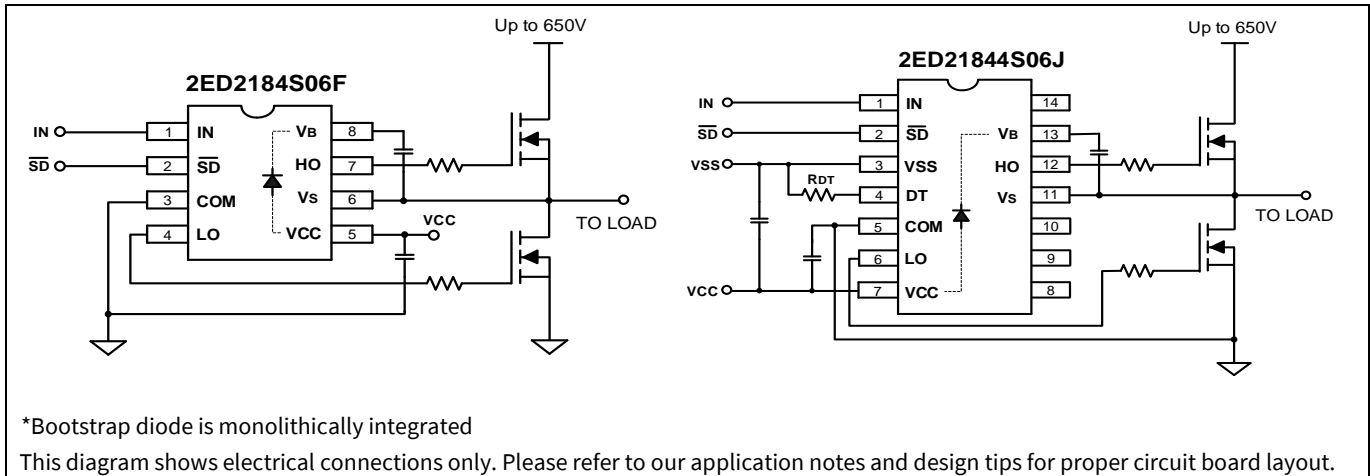 Up to 650V
2ED2184S06F
IN
SD
1
2
3
4
IN
SD
COM
LO
VB
HO
VS
VCC
8
7
6
5
VCC
TO LOAD
Up to 650V
2ED21844S06J
IN
SD
VSS
RDT
VCC
1
2
3
4
5
6
7
IN
SD
VSS
DT
COM
LO
VCC
VB
HO
VS
14
13
12
11
10
9
8
TO LOAD
*Bootstrap diode is monolithically integrated
This diagram shows electrical connections only. Please refer to our application notes and design tips for proper circuit board layout.